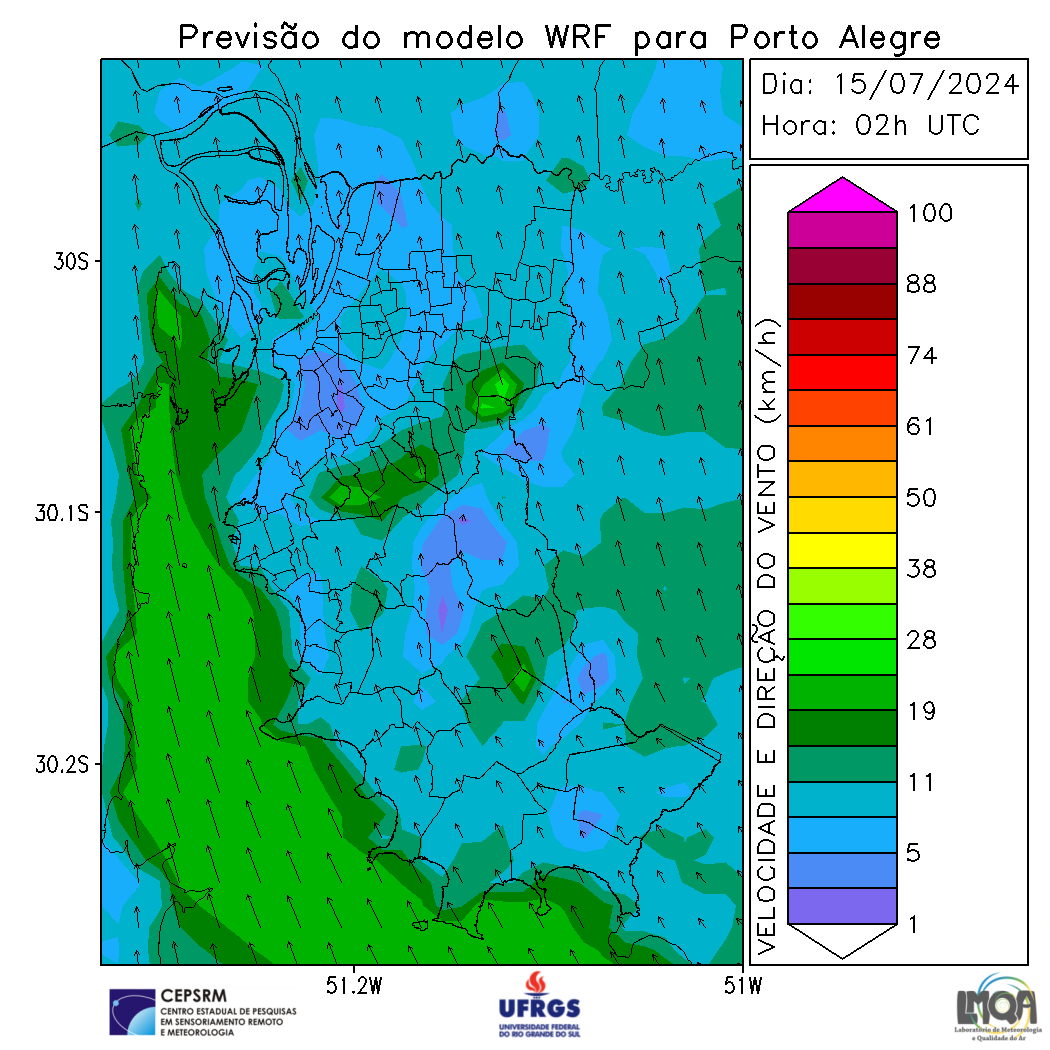 Previsão do modelo WRF para Porto Alegre
Dia: 15/07/2024
Hora: 02h UTC
30S
30.1S
30.2S
51.2W
51W
VELOCIDADE E DIREÇÃO DO VENTO (km/h)
100
88
74
61
50
38
28
19
11
5
1
CEPSRM
CENTRO ESTADUAL DE PESQUISAS
EM SENSORIAMENTO REMOTO
E METEOROLOGIA
UFRGS
UNIVERSIDADE FEDERAL
DO RIO GRANDE DO SUL
LMQA
Laboratório de Meteorologia
e Qualidade do Ar